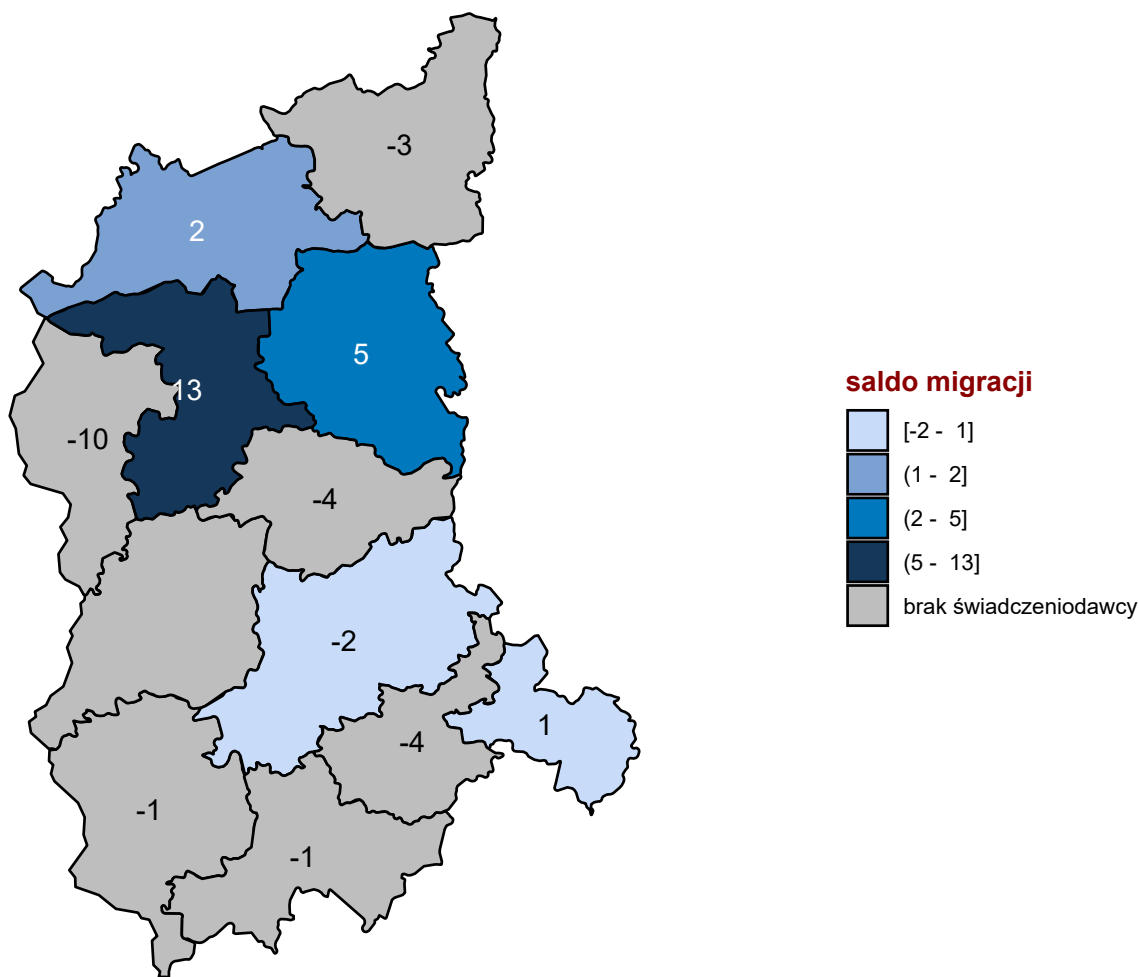 -3
2
5
13
-10
-4
-2
1
-4
-1
-1
saldo migracji
[-2 - 1]
(1 - 2]
(2 - 5]
(5 - 13]
brak świadczeniodawcy